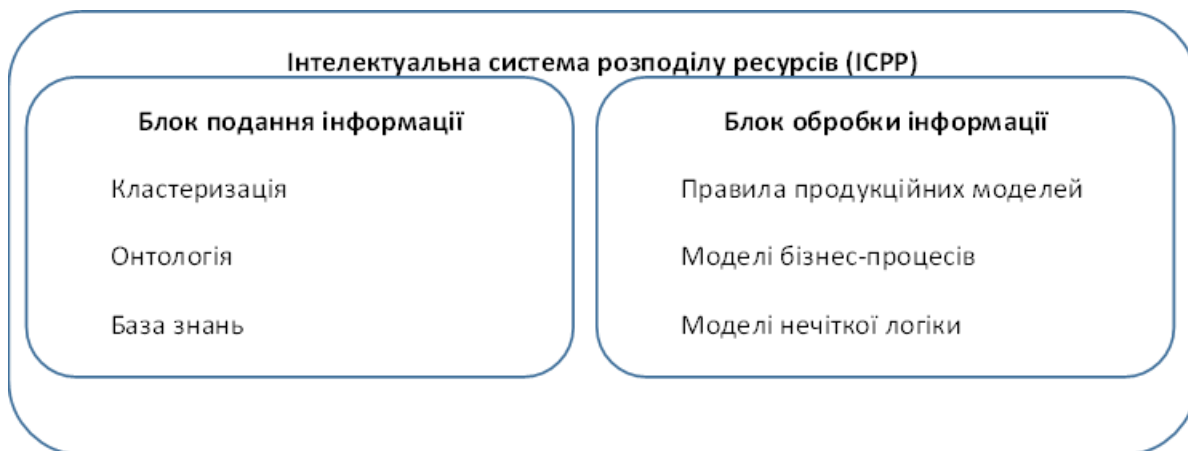 Інтелектуальна система розподілу ресурсів (ІСРР)
Блок подання інформації
Кластеризація
Онтологія
База знань
Блок обробки інформації
Правила продукційних моделей
Моделі бізнес-процесів
Моделі нечіткої логіки